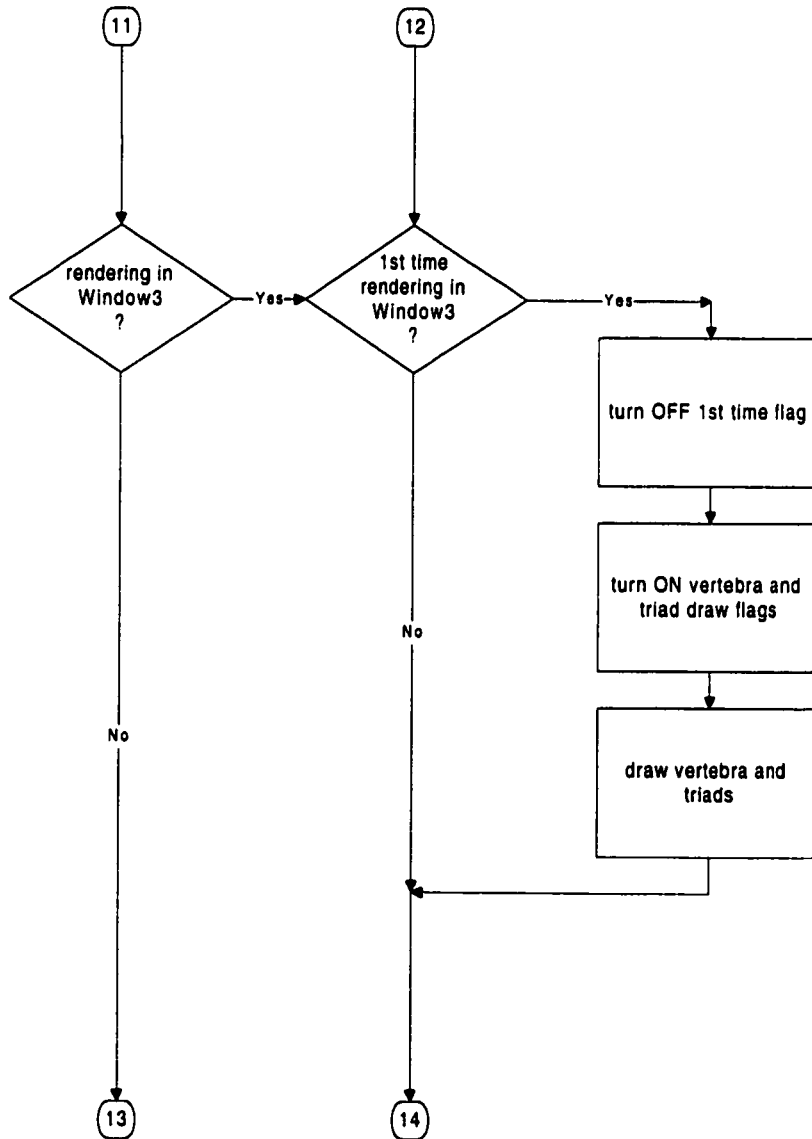 11
12
rendering in
Window3
?
Yes
1st time
rendering in
Window3
?
Yes
turn OFF 1st time flag
turn ON vertebra and
triad draw flags
No
No
draw vertebra and
triads
13
14